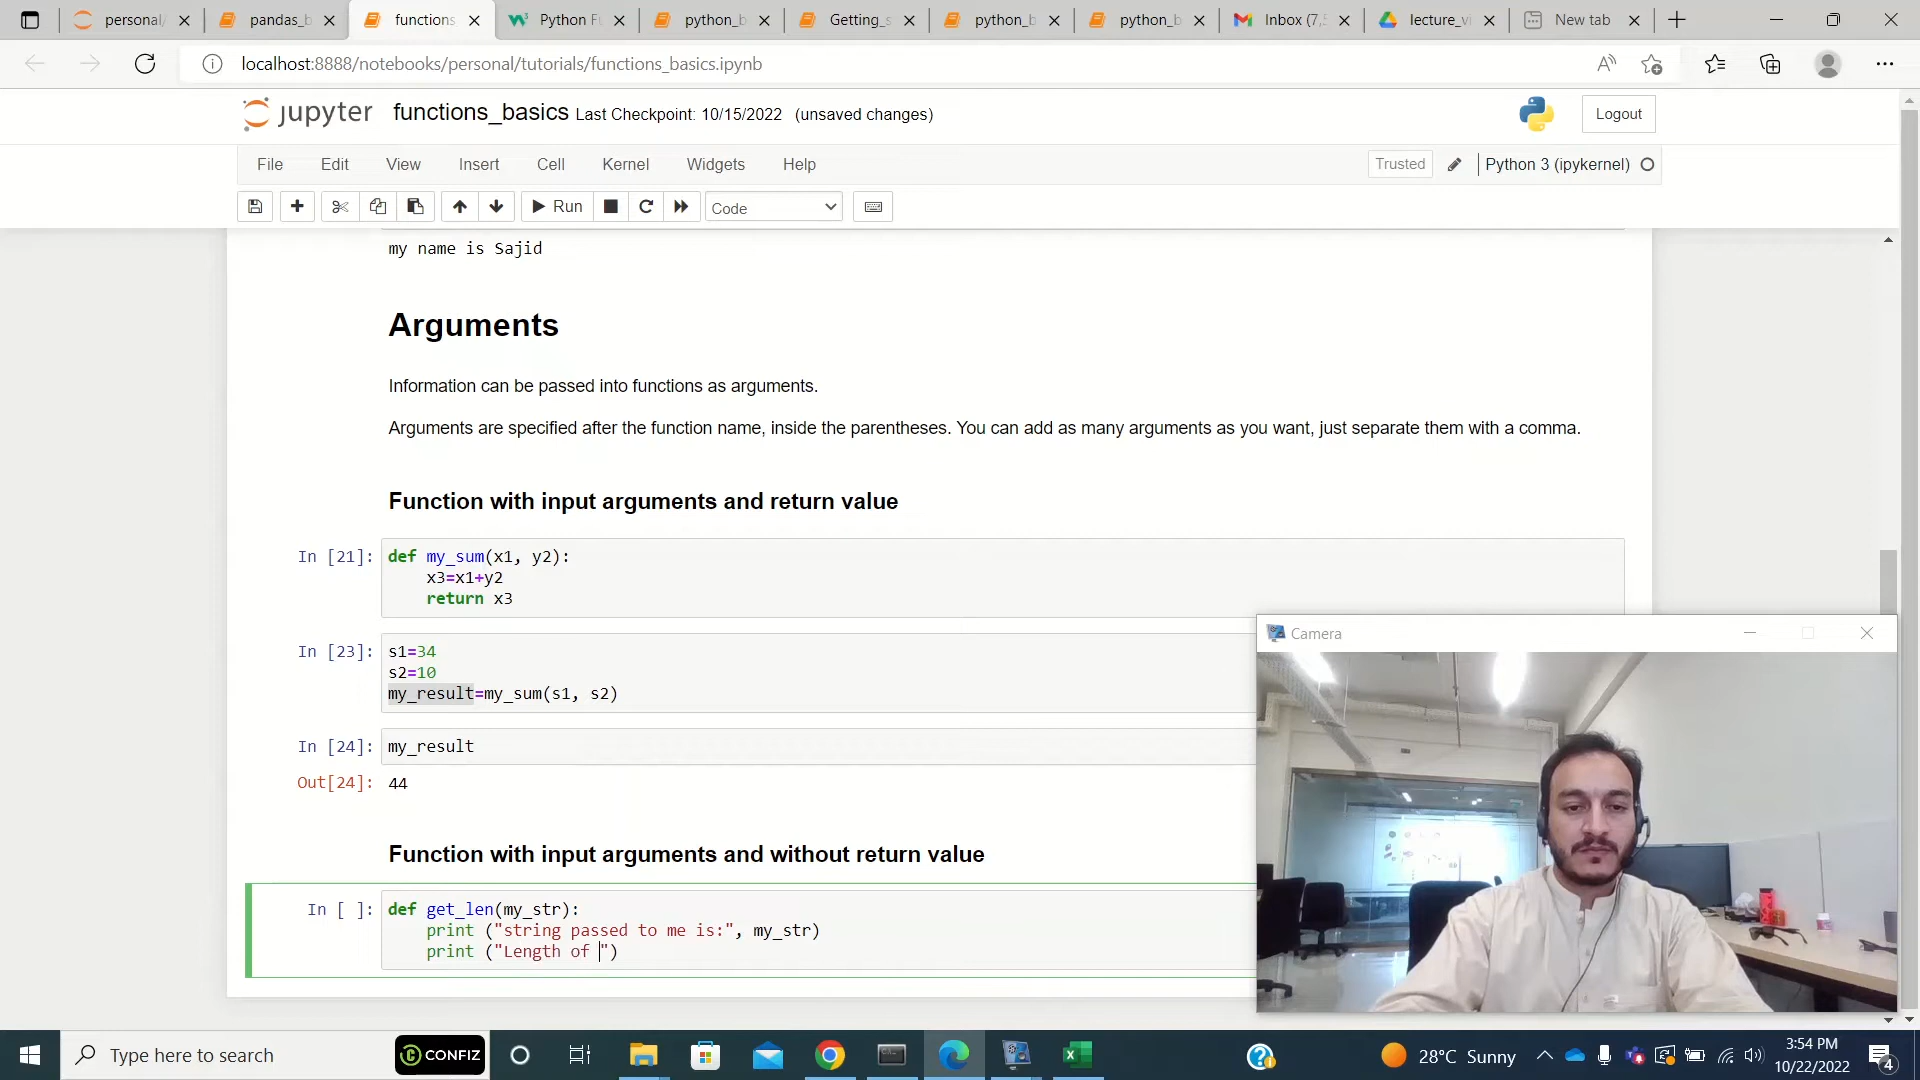 personal/
pandas_b
functions_
Python Fu
python_b
Getting_s
python_b
python_b
Inbox (7,5
lecture_vi
New tab
localhost:8888/notebooks/personal/tutorials/functions_basics.ipynb
jupyter functions_basics Last Checkpoint: 10/15/2022 (unsaved changes)
Logout
File Edit View Insert Cell Kernel Widgets Help
Trusted
Python 3 (ipykernel)
Run
Code
my name is Sajid
Arguments
Information can be passed into functions as arguments.
Arguments are specified after the function name, inside the parentheses. You can add as many arguments as you want, just separate them with a comma.
Function with input arguments and return value
In [21]: def my_sum(x1, y2):
x3=x1+y2
return x3
In [23]: s1=34
s2=10
my_result=my_sum(s1, s2)
In [24]: my_result
Out[24]: 44
Function with input arguments and without return value
In [ ]: def get_len(my_str):
print ("string passed to me is:", my_str)
print ("Length of ")
Camera
Type here to search
CONFIZ
28°C Sunny
3:54 PM
10/22/2022
4